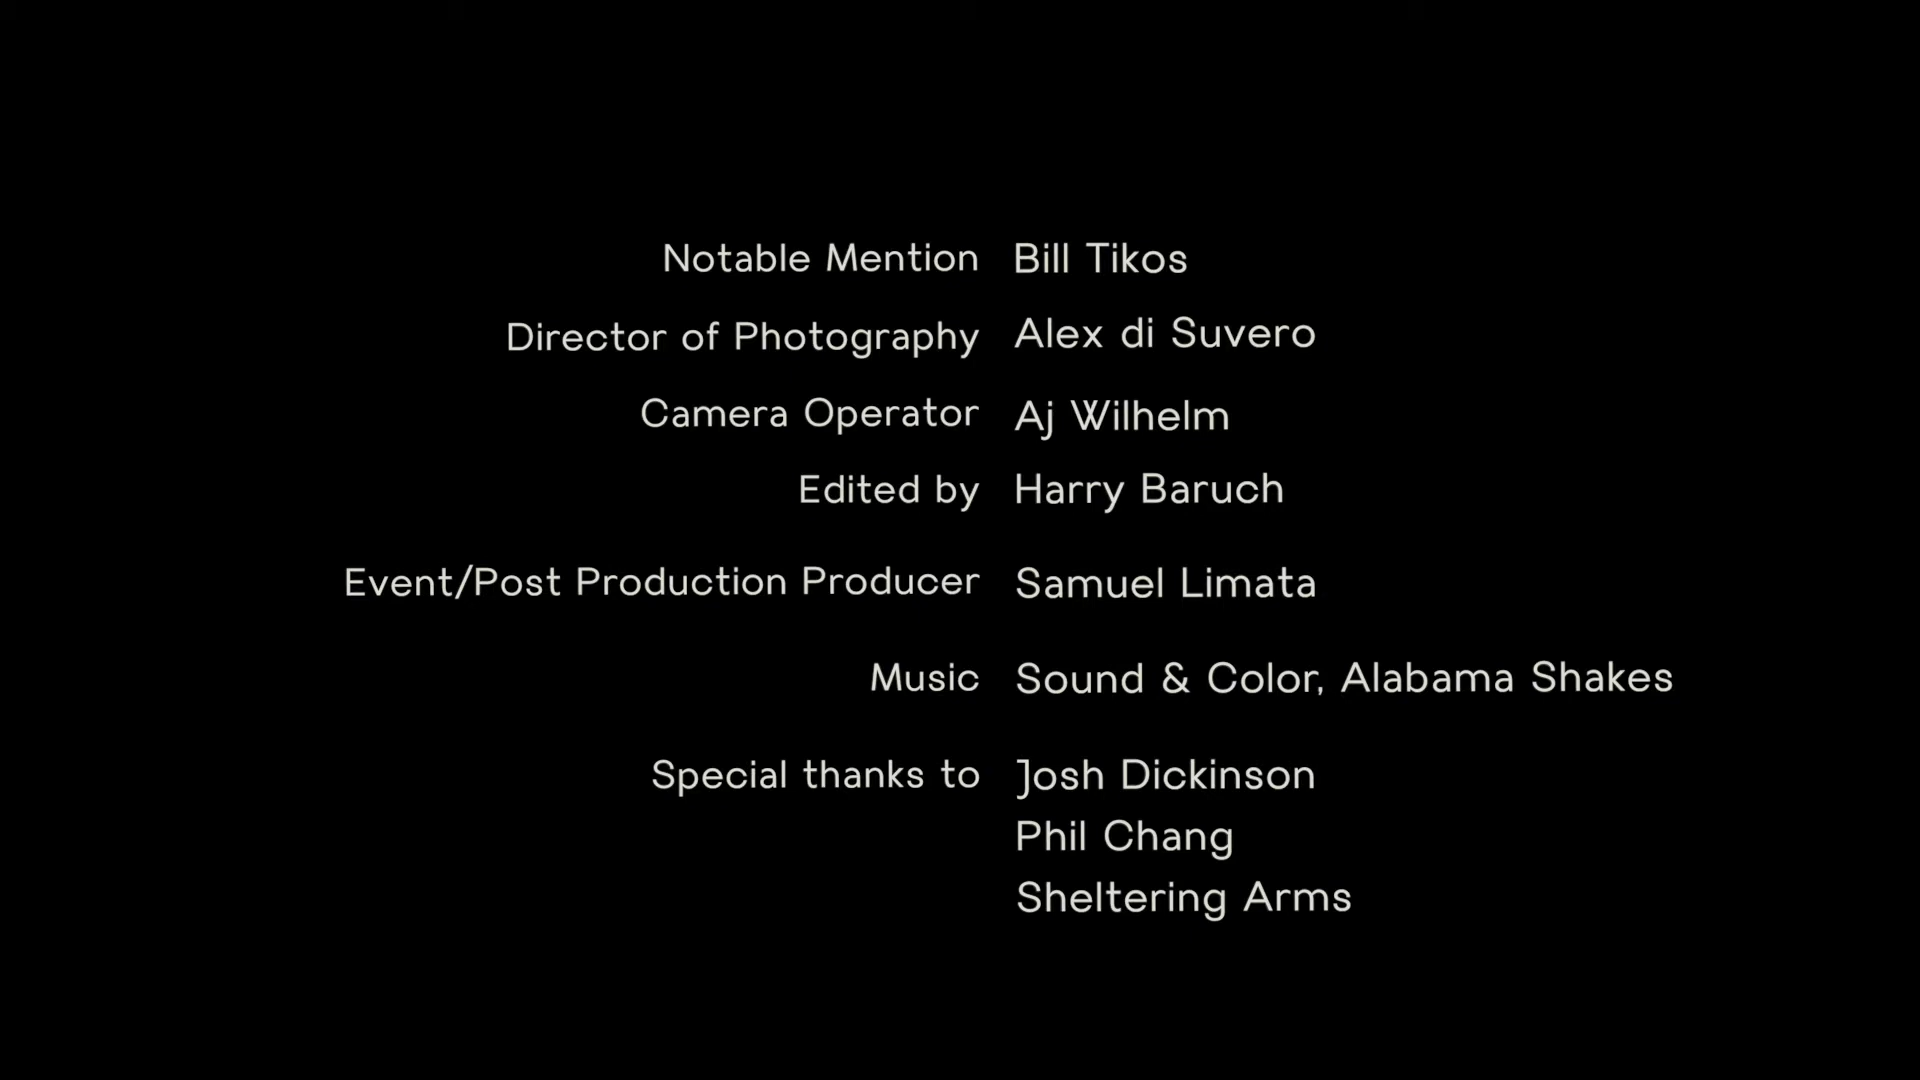 Notable Mention Bill Tikos
Director of Photography Alex di Suvero
Camera Operator Aj Wilhelm
Edited by Harry Baruch
Event/Post Production Producer Samuel Limata
Music Sound & Color, Alabama Shakes
Special thanks to Josh Dickinson
Phil Chang
Sheltering Arms